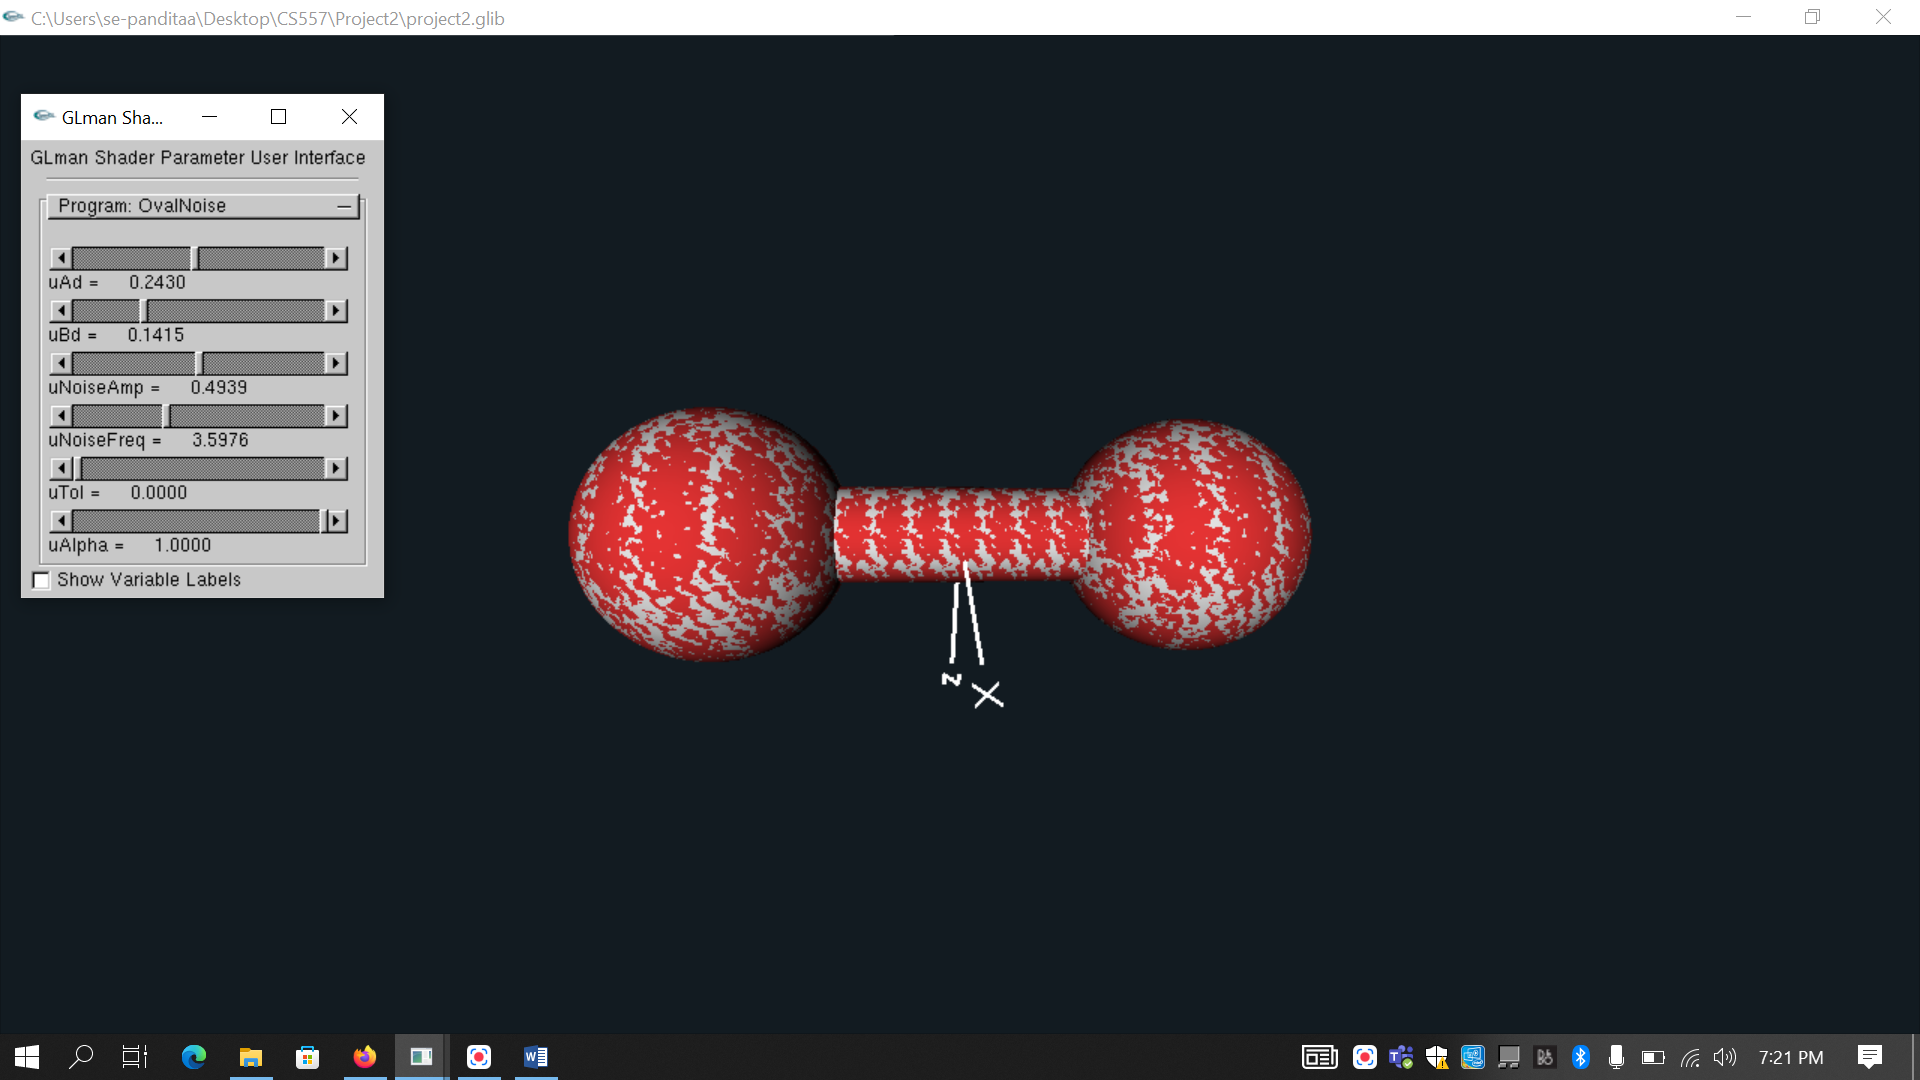 C:\Users\se-panditaa\Desktop\CS557\Project2\project2.glib
GLman Sha...
GLman Shader Parameter User Interface
Program: OvalNoise
uAd = 0.2430
uBd = 0.1415
uNoiseAmp = 0.4939
uNoiseFreq = 3.5976
uTol = 0.0000
uAlpha = 1.0000
Show Variable Labels
Z X
7:21 PM